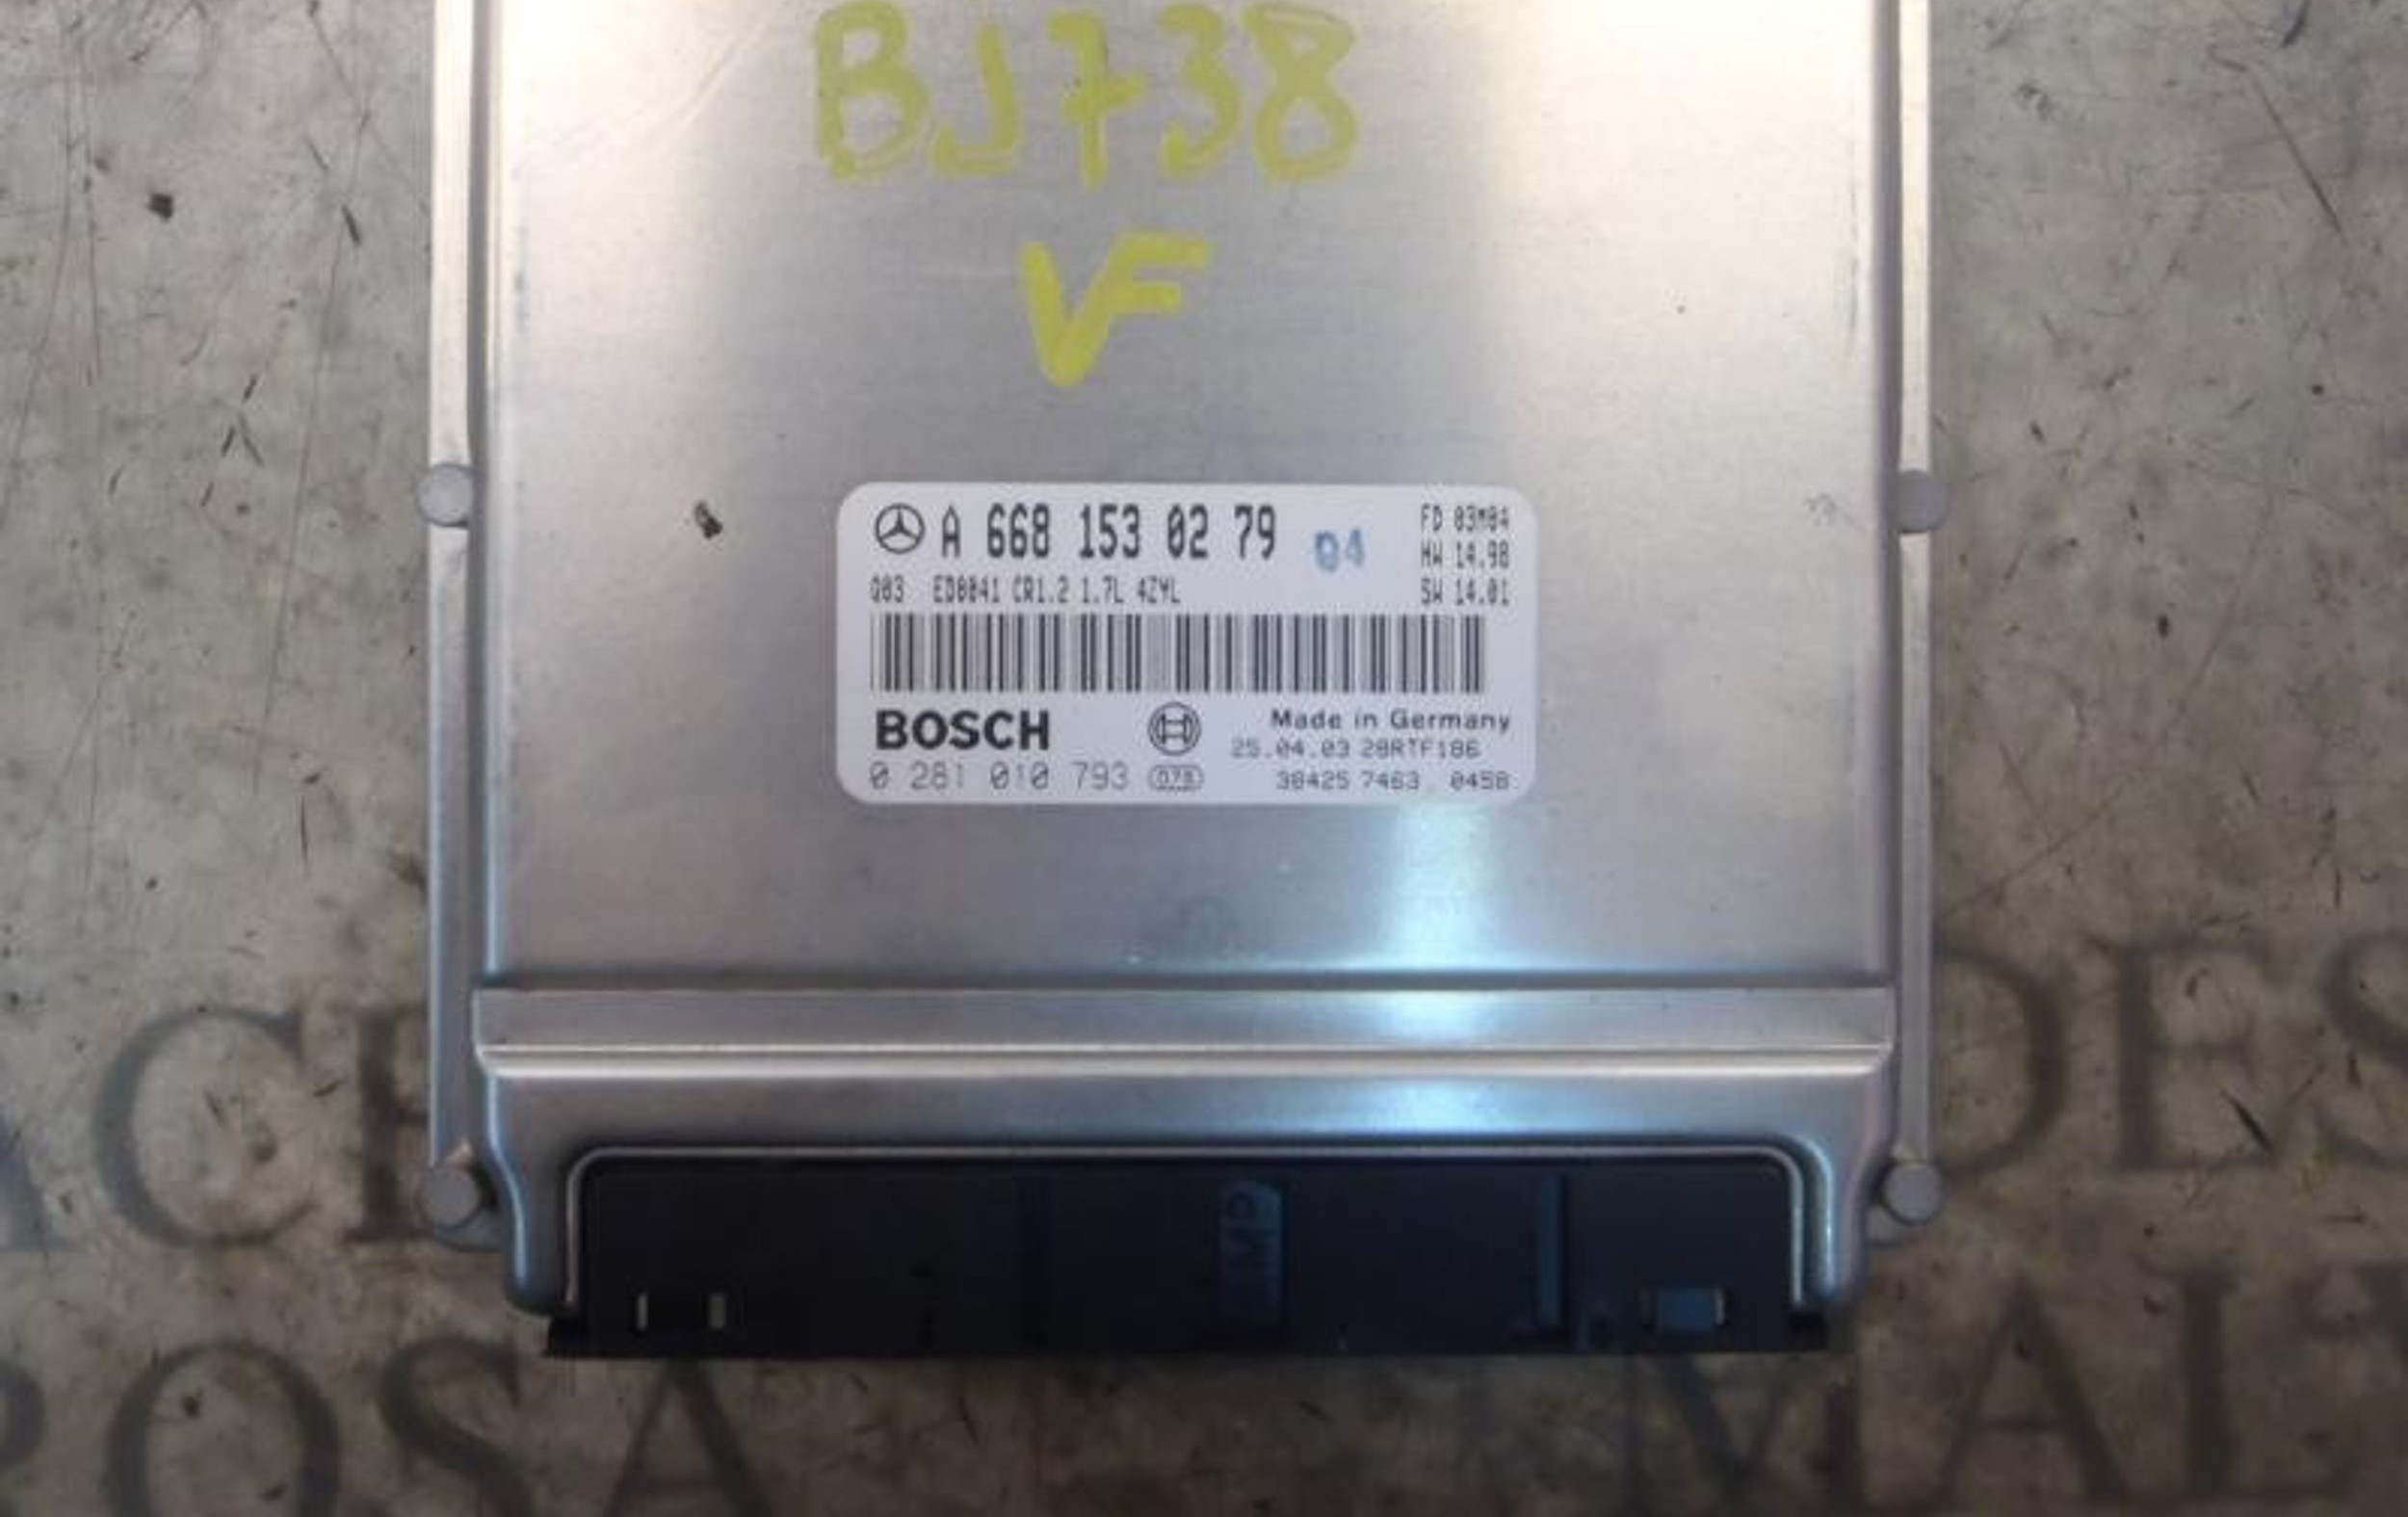 BJ738
VF
A 668 153 02 79 04
FD 03M04
HW 14.98
Q03 ED0041 CR1.2 1.7L 4ZYL
SW 14.01
BOSCH
Made in Germany
25.04.03 28RTF186
0 281 010 793
38425 7463 0458